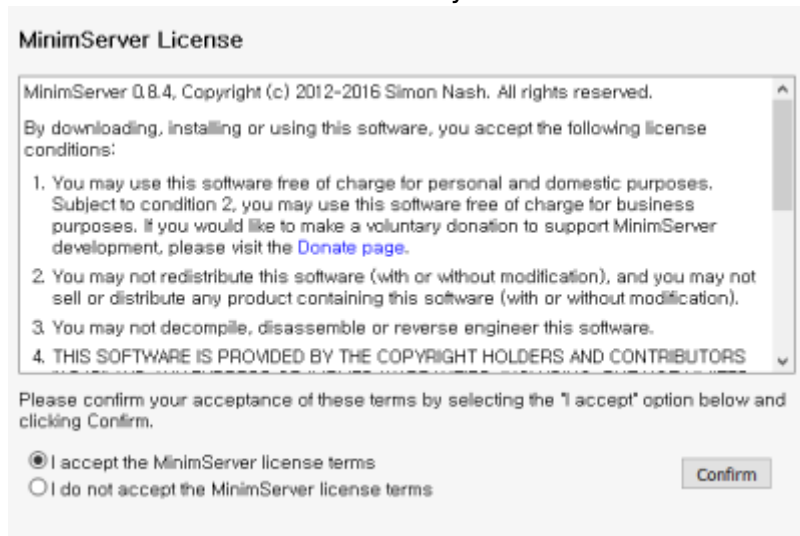 MinimServer License
MinimServer 0.8.4, Copyright (c) 2012-2016 Simon Nash. All rights reserved.
By downloading, installing or using this software, you accept the following license
conditions:
1. You may use this software free of charge for personal and domestic purposes.
Subject to condition 2, you may use this software free of charge for business
purposes. If you would like to make a voluntary donation to support MinimServer
development, please visit the Donate page.
2. You may not redistribute this software (with or without modification), and you may not
sell or distribute any product containing this software (with or without modification).
3. You may not decompile, disassemble or reverse engineer this software.
4. THIS SOFTWARE IS PROVIDED BY THE COPYRIGHT HOLDERS AND CONTRIBUTORS
Please confirm your acceptance of these terms by selecting the "I accept" option below and
clicking Confirm.
I accept the MinimServer license terms
I do not accept the MinimServer license terms
Confirm